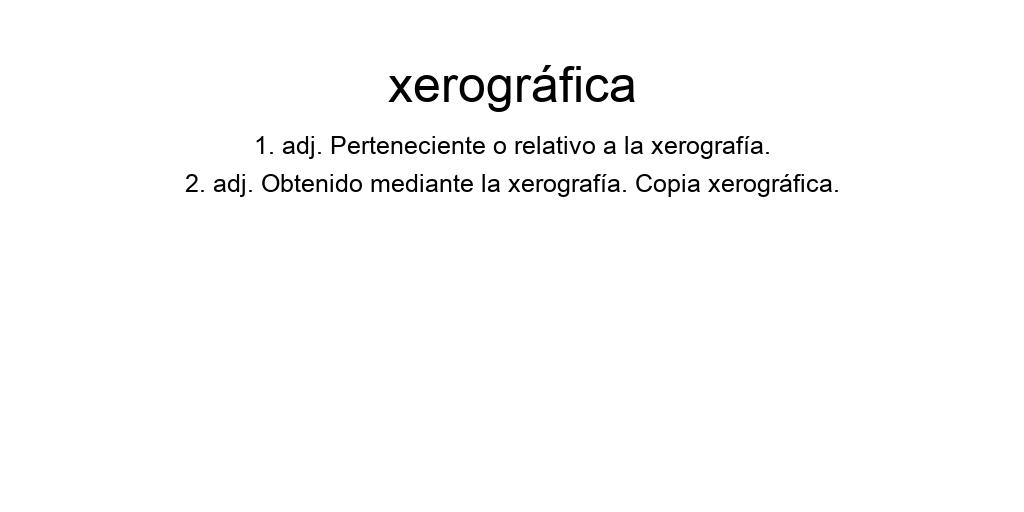 xerográfica
1. adj. Perteneciente o relativo a la xerografía.
2. adj. Obtenido mediante la xerografía. Copia xerográfica.